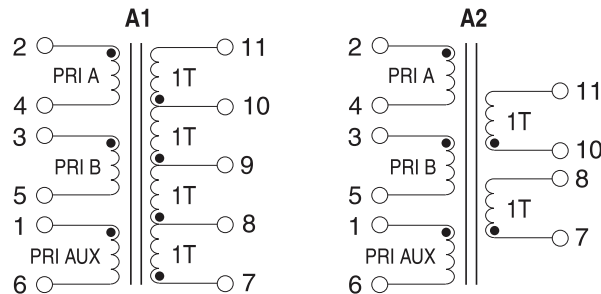 A1 A2
2 11 2
PRI A 1T PRI A 11
4 10 4 1T
3 1T 3 10
PRI B 9 PRI B 8
5 1T 5 1T
1 8 1 7
PRI AUX 1T PRI AUX
6 7 6